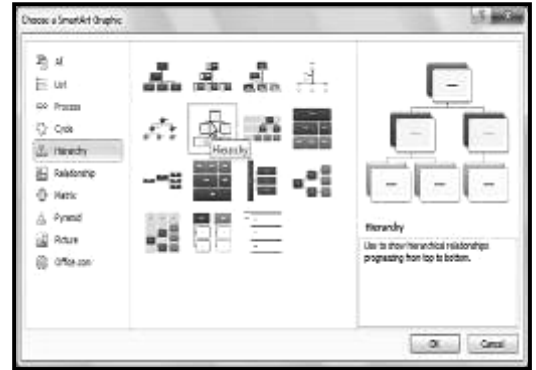 Choose a SmartArt Graphic
All
List
Process
Cycle
Hierarchy
Relationship
Matrix
Pyramid
Picture
Office.com
Hierarchy
Hierarchy
Use to show hierarchical relationships
progressing from top to bottom.
OK
Cancel